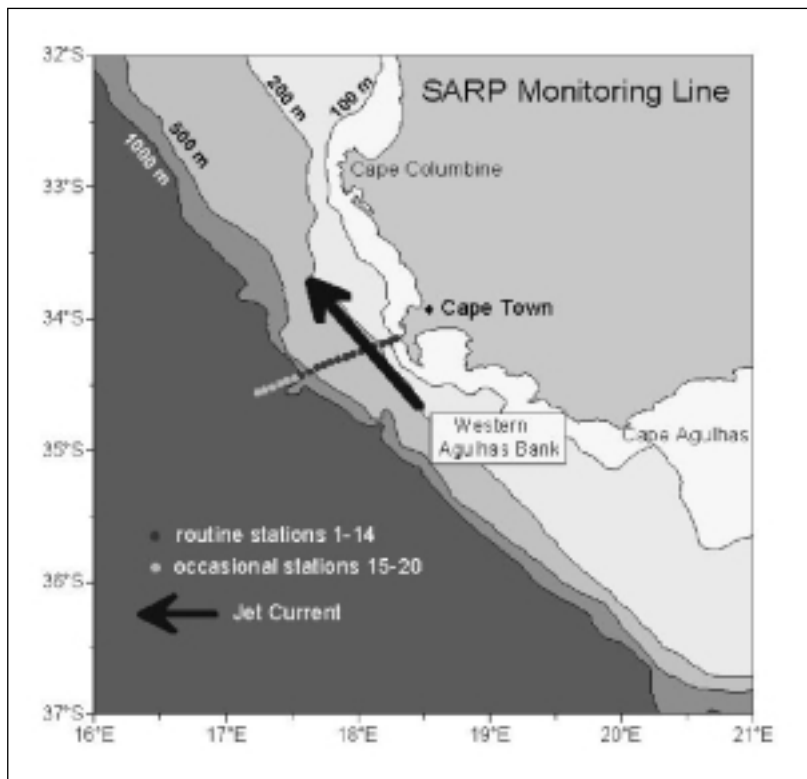 SARP Monitoring Line
32°S
33°S
34°S
35°S
36°S
37°S
200 m
100 m
500 m
1000 m
Cape Columbine
Cape Town
Western
Agulhas Bank
Cape Agulhas
routine stations 1-14
occasional stations 15-20
Jet Current
16°E
17°E
18°E
19°E
20°E
21°E